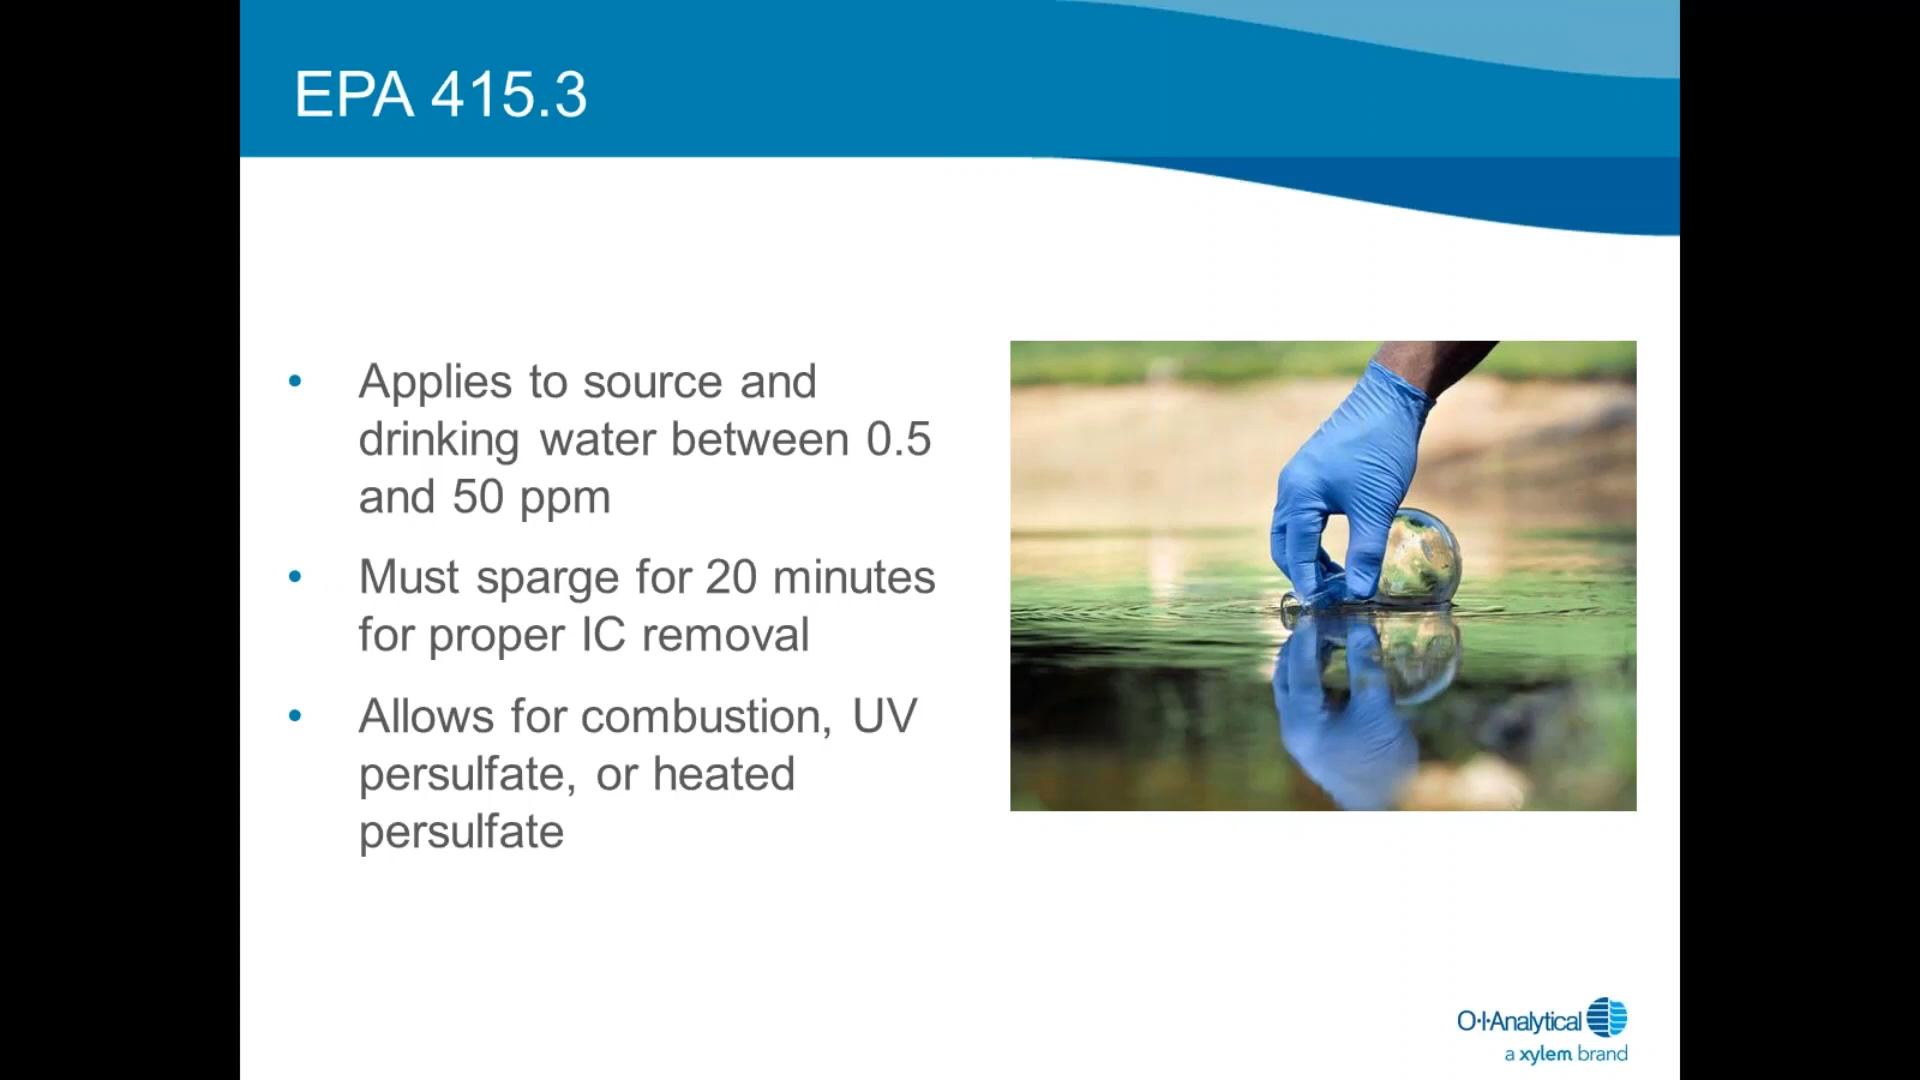 EPA 415.3
• Applies to source and
drinking water between 0.5
and 50 ppm
• Must sparge for 20 minutes
for proper IC removal
• Allows for combustion, UV
persulfate, or heated
persulfate
O·I·Analytical
a xylem brand